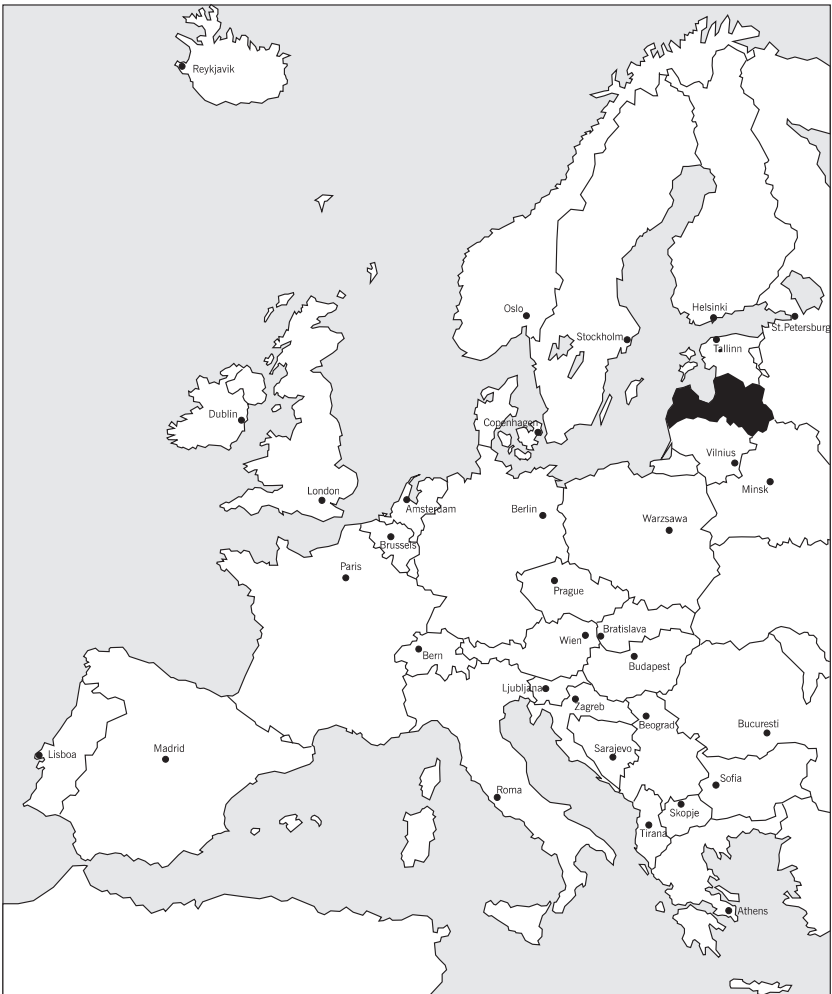 Reykjavik
Oslo
Helsinki
St.Petersburg
Stockholm
Tallinn
Dublin
Copenhagen
Vilnius
Minsk
London
Amsterdam
Berlin
Warzsawa
Brussels
Paris
Prague
Wien
Bratislava
Bern
Budapest
Ljubljana
Zagreb
Beograd
Bucuresti
Lisboa
Madrid
Sarajevo
Sofia
Roma
Skopje
Tirana
Athens